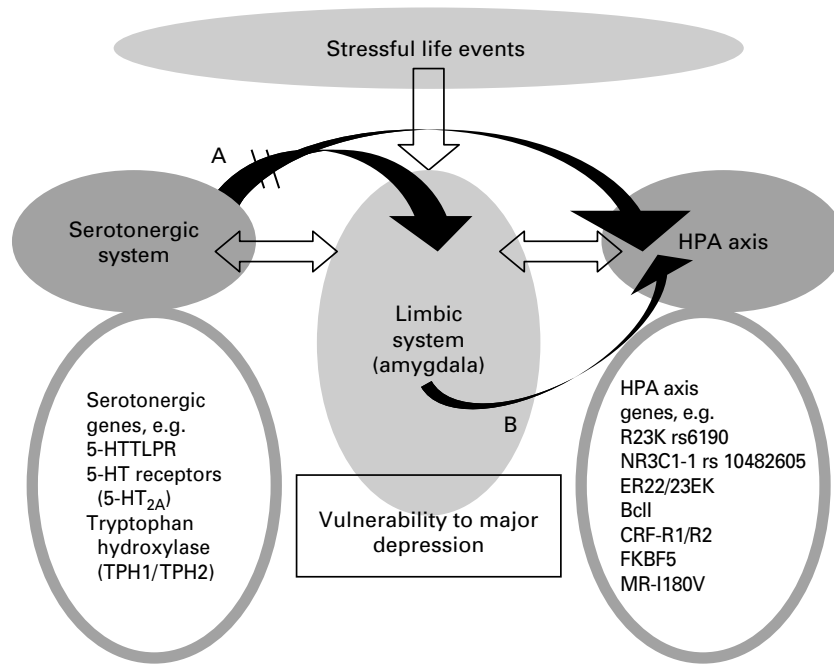 Stressful life events
A
Serotonergic
system
HPA axis
Limbic
system
(amygdala)
B
Serotonergic
genes, e.g.
5-HTTLPR
5-HT receptors
(5-HT2A)
Tryptophan
hydroxylase
(TPH1/TPH2)
Vulnerability to major
depression
HPA axis
genes, e.g.
R23K rs6190
NR3C1-1 rs 10482605
ER22/23EK
BclI
CRF-R1/R2
FKBF5
MR-I180V